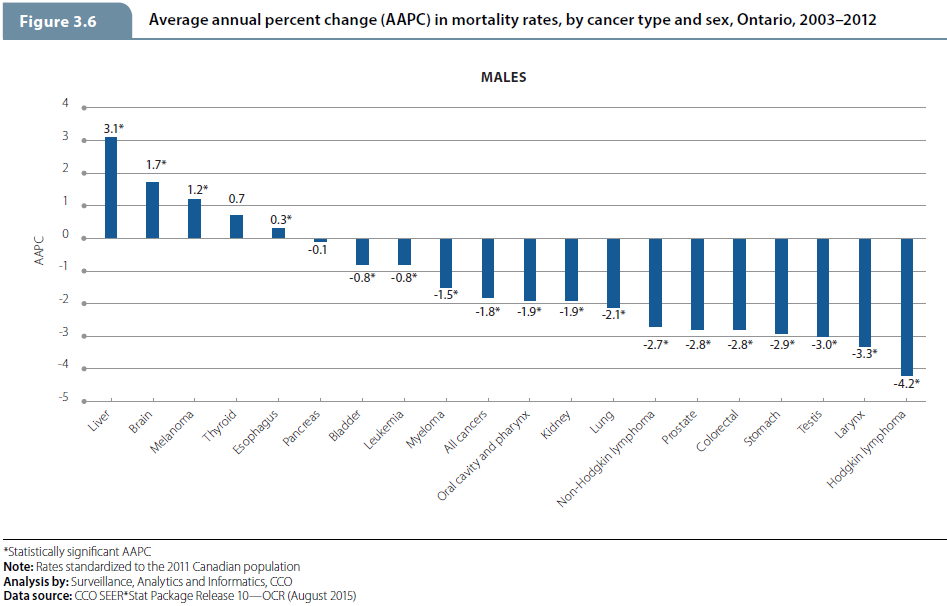 Figure 3.6
Average annual percent change (AAPC) in mortality rates, by cancer type and sex, Ontario, 2003–2012
MALES
AAPC
4
3
2
1
0
-1
-2
-3
-4
-5
3.1*
1.7*
1.2*
0.7
0.3*
-0.1
-0.8*
-0.8*
-1.5*
-1.8*
-1.9*
-1.9*
-2.1*
-2.7*
-2.8*
-2.8*
-2.9*
-3.0*
-3.3*
-4.2*
Liver
Brain
Melanoma
Thyroid
Esophagus
Pancreas
Bladder
Leukemia
Myeloma
All cancers
Oral cavity and pharynx
Kidney
Lung
Non-Hodgkin lymphoma
Prostate
Colorectal
Stomach
Testis
Larynx
Hodgkin lymphoma
*Statistically significant AAPC
Note: Rates standardized to the 2011 Canadian population
Analysis by: Surveillance, Analytics and Informatics, CCO
Data source: CCO SEER*Stat Package Release 10—OCR (August 2015)